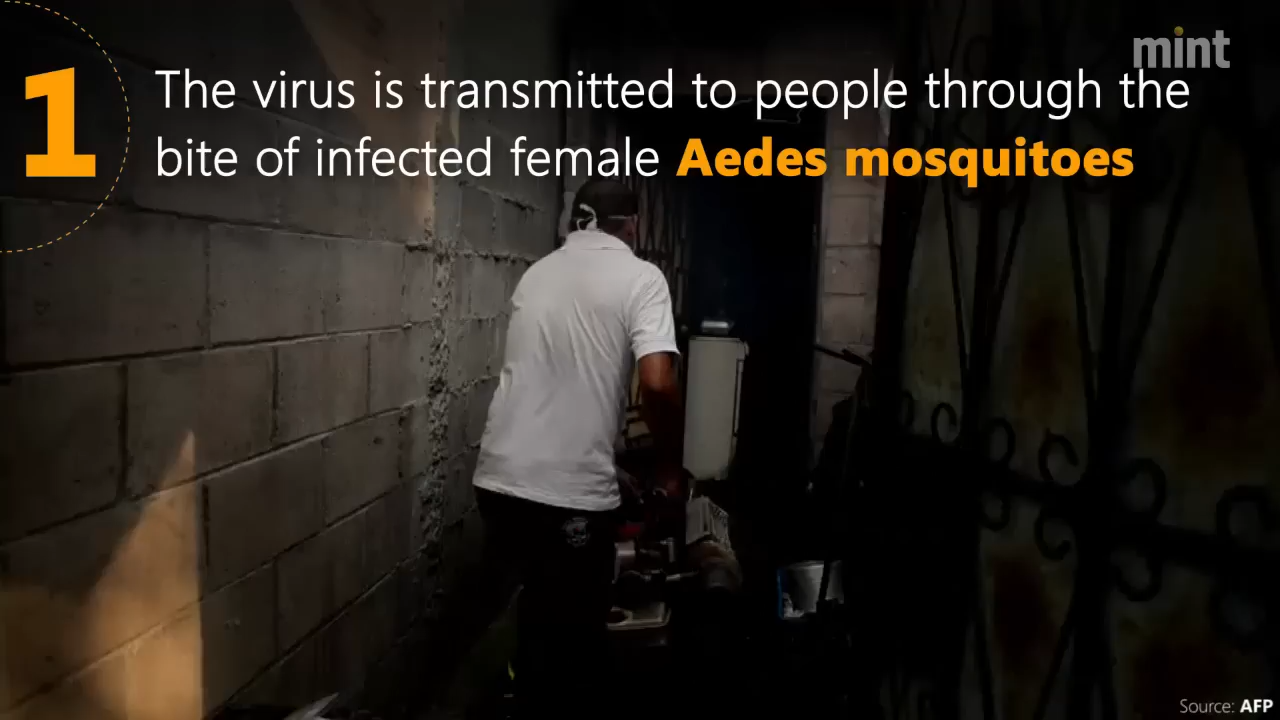 mint
1
The virus is transmitted to people through the
bite of infected female Aedes mosquitoes
Source: AFP